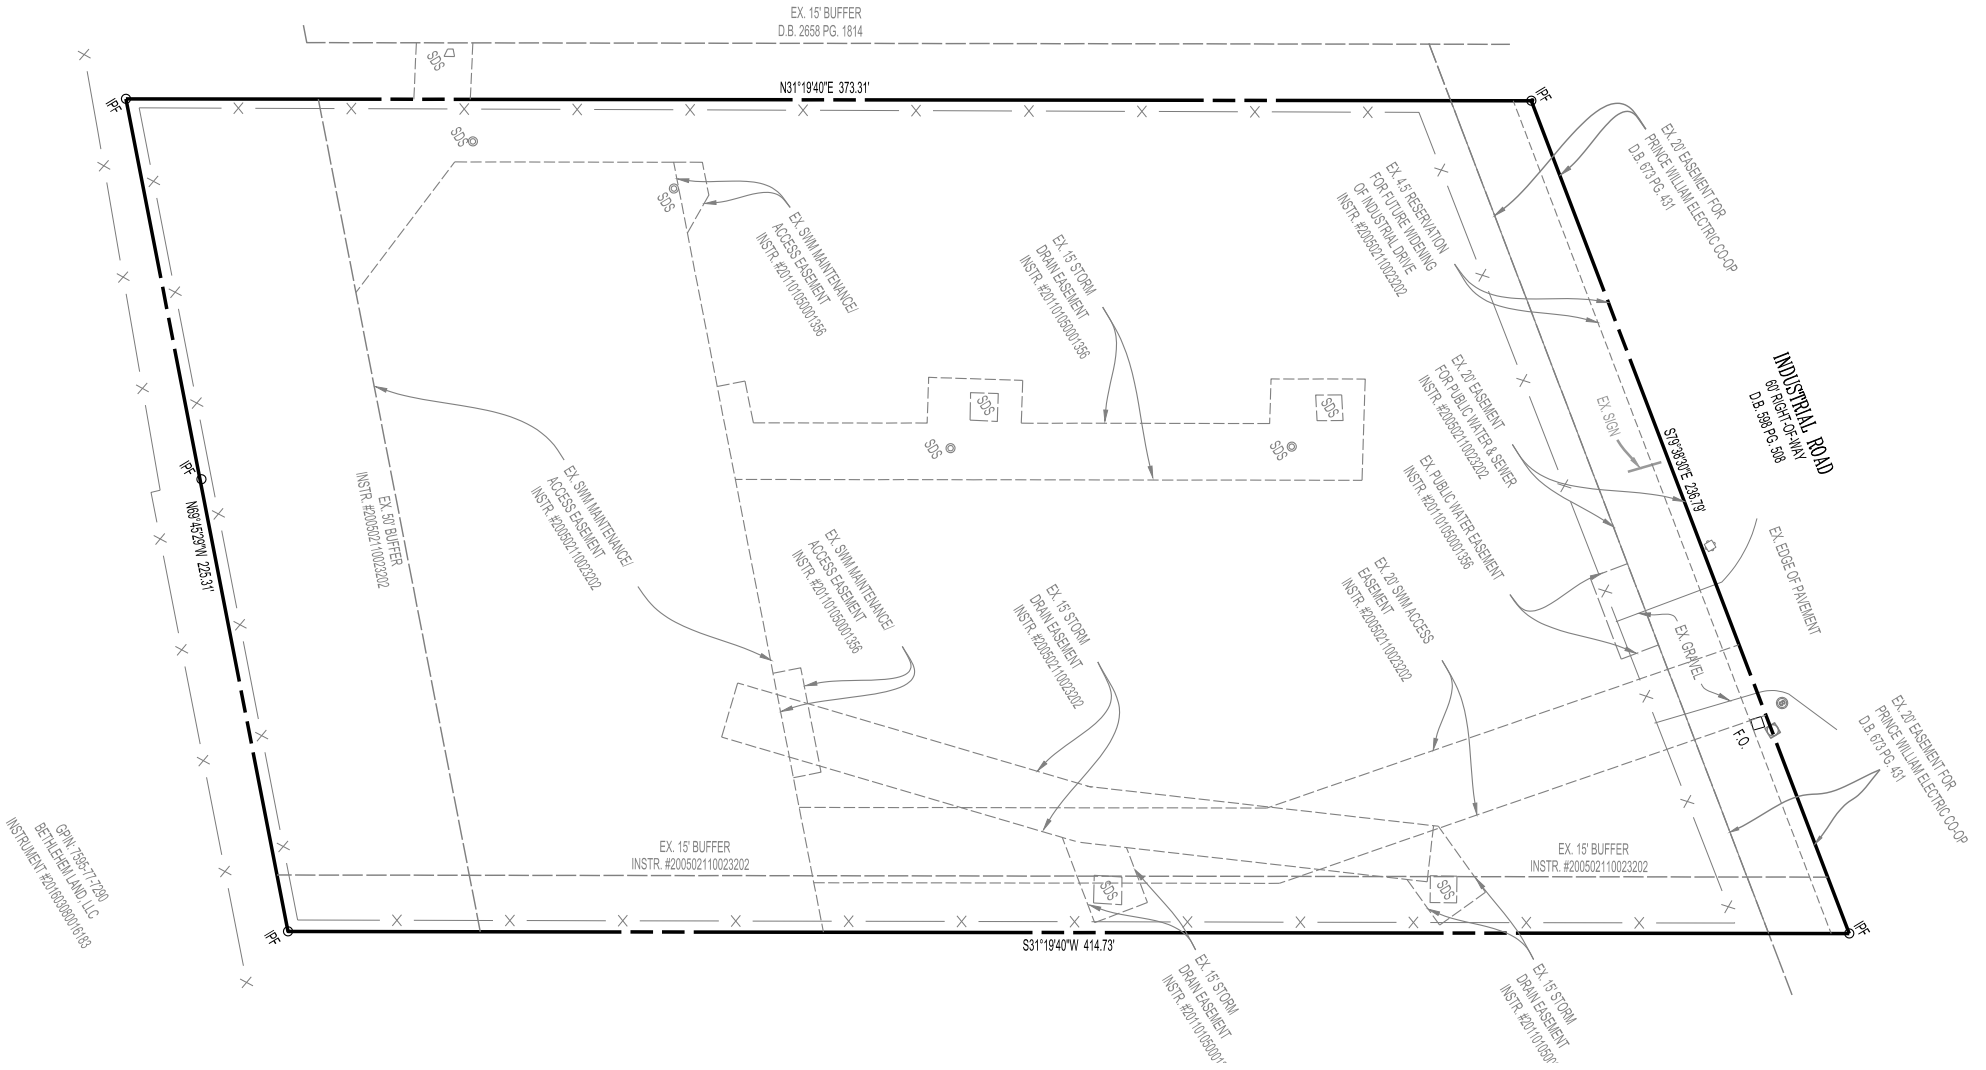 EX. 15' BUFFER
D.B. 2658 PG. 1814
SDS
IPF
N31°19'40"E 373.31'
IPF
SDS
SDS
EX. 20' EASEMENT FOR
PRINCE WILLIAM ELECTRIC CO-OP
D.B. 673 PG. 431
EX. 4.5 RESERVATION
FOR FUTURE WIDENING
OF INDUSTRIAL DRIVE
INSTR. #200502110023202
EX. SWM MAINTENANCE/
ACCESS EASEMENT
INSTR. #201101050001356
EX. 15' STORM
DRAIN EASEMENT
INSTR. #201101050001356
INDUSTRIAL ROAD
60' RIGHT-OF-WAY
D.B. 598 PG. 508
EX. 20' EASEMENT
FOR PUBLIC WATER & SEWER
INSTR. #200502110023202
EX. SIGN
SDS
SDS
SDS
SDS
S79°38'30"E 236.79'
IPF
N69°45'29"W 225.31'
EX. 50' BUFFER
INSTR. #200502110023202
EX. SWM MAINTENANCE/
ACCESS EASEMENT
INSTR. #200502110023202
EX. PUBLIC WATER EASEMENT
INSTR. #201101050001356
EX. EDGE OF PAVEMENT
EX. SWM MAINTENANCE/
ACCESS EASEMENT
INSTR. #201101050001356
EX. 15' STORM
DRAIN EASEMENT
INSTR. #200502110023202
EX. 20' SWM ACCESS
EASEMENT
INSTR. #200502110023202
EX. GRAVEL
S
F.O.
EX. 20' EASEMENT FOR
PRINCE WILLIAM ELECTRIC CO-OP
D.B. 673 PG. 431
GPIN: 7595-77-7290
BETHLEHEM LAND, LLC
INSTRUMENT #201603080016183
EX. 15' BUFFER
INSTR. #200502110023202
EX. 15' BUFFER
INSTR. #200502110023202
SDS
SDS
IPF
S31°19'40"W 414.73'
IPF
EX. 15' STORM
DRAIN EASEMENT
EX. 15' STORM
DRAIN EASEMENT